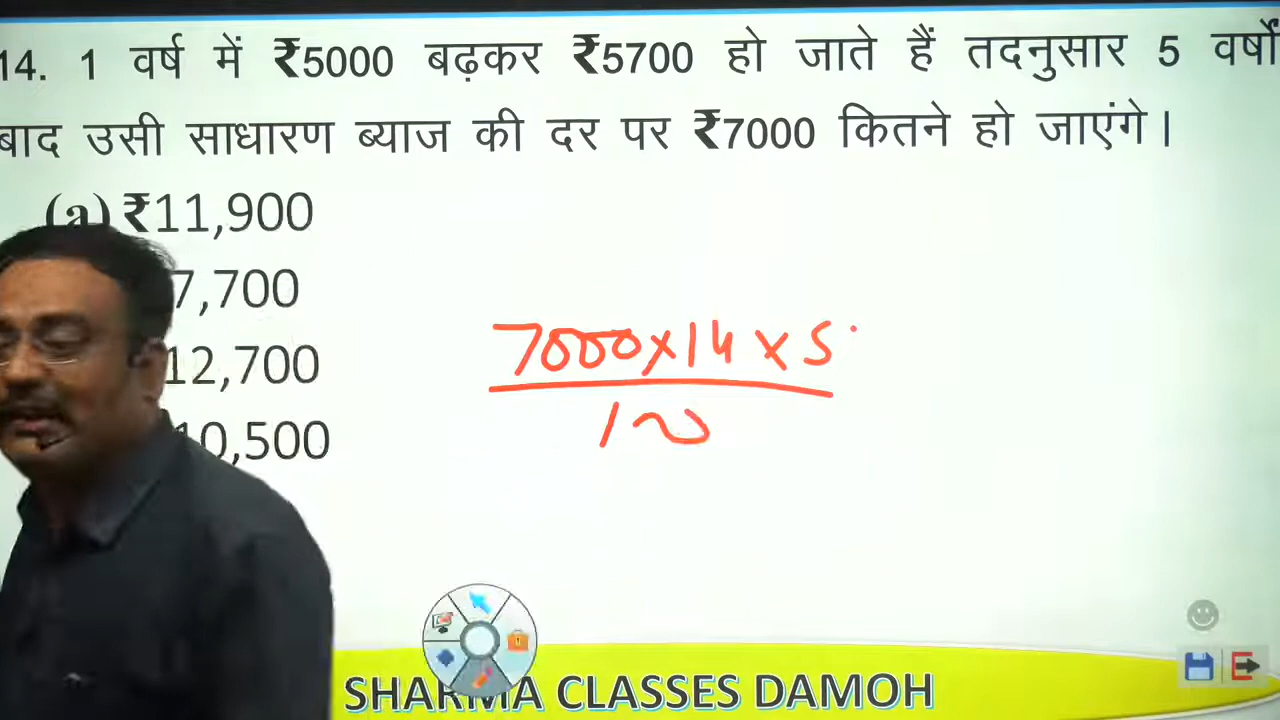 14. 1 वर्ष में ₹5000 बढ़कर ₹5700 हो जाते हैं तदनुसार 5 वर्षों
बाद उसी साधारण ब्याज की दर पर ₹7000 कितने हो जाएंगे।
(a) ₹11,900
7,700
12,700
10,500
7000×14×5
100
SHARMA CLASSES DAMOH